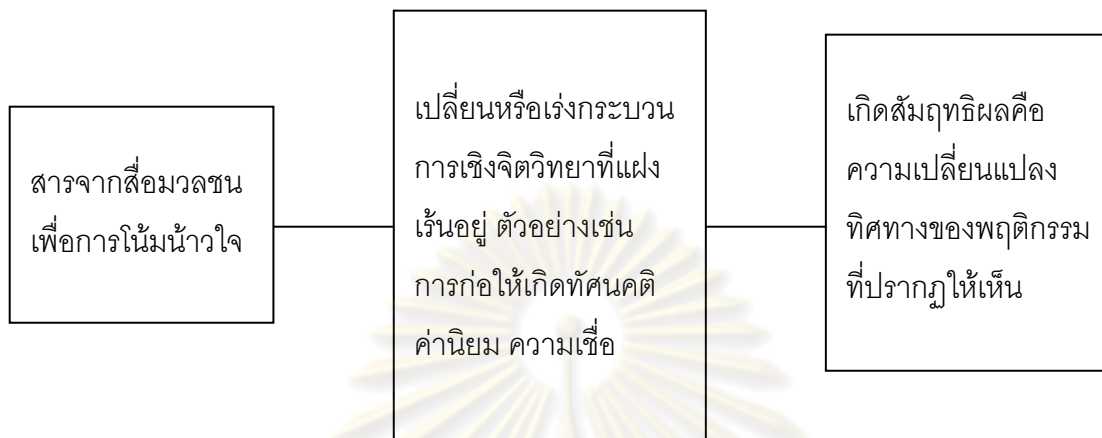 สารจากสื่อมวลชน
เพื่อการโน้มน้าวใจ
เปลี่ยนหรือเร่งกระบวน
การเชิงจิตวิทยาที่แฝง
เร้นอยู่ ตัวอย่างเช่น
การก่อให้เกิดทัศนคติ
ค่านิยม ความเชื่อ
เกิดสัมฤทธิผลคือ
ความเปลี่ยนแปลง
ทิศทางของพฤติกรรม
ที่ปรากฏให้เห็น